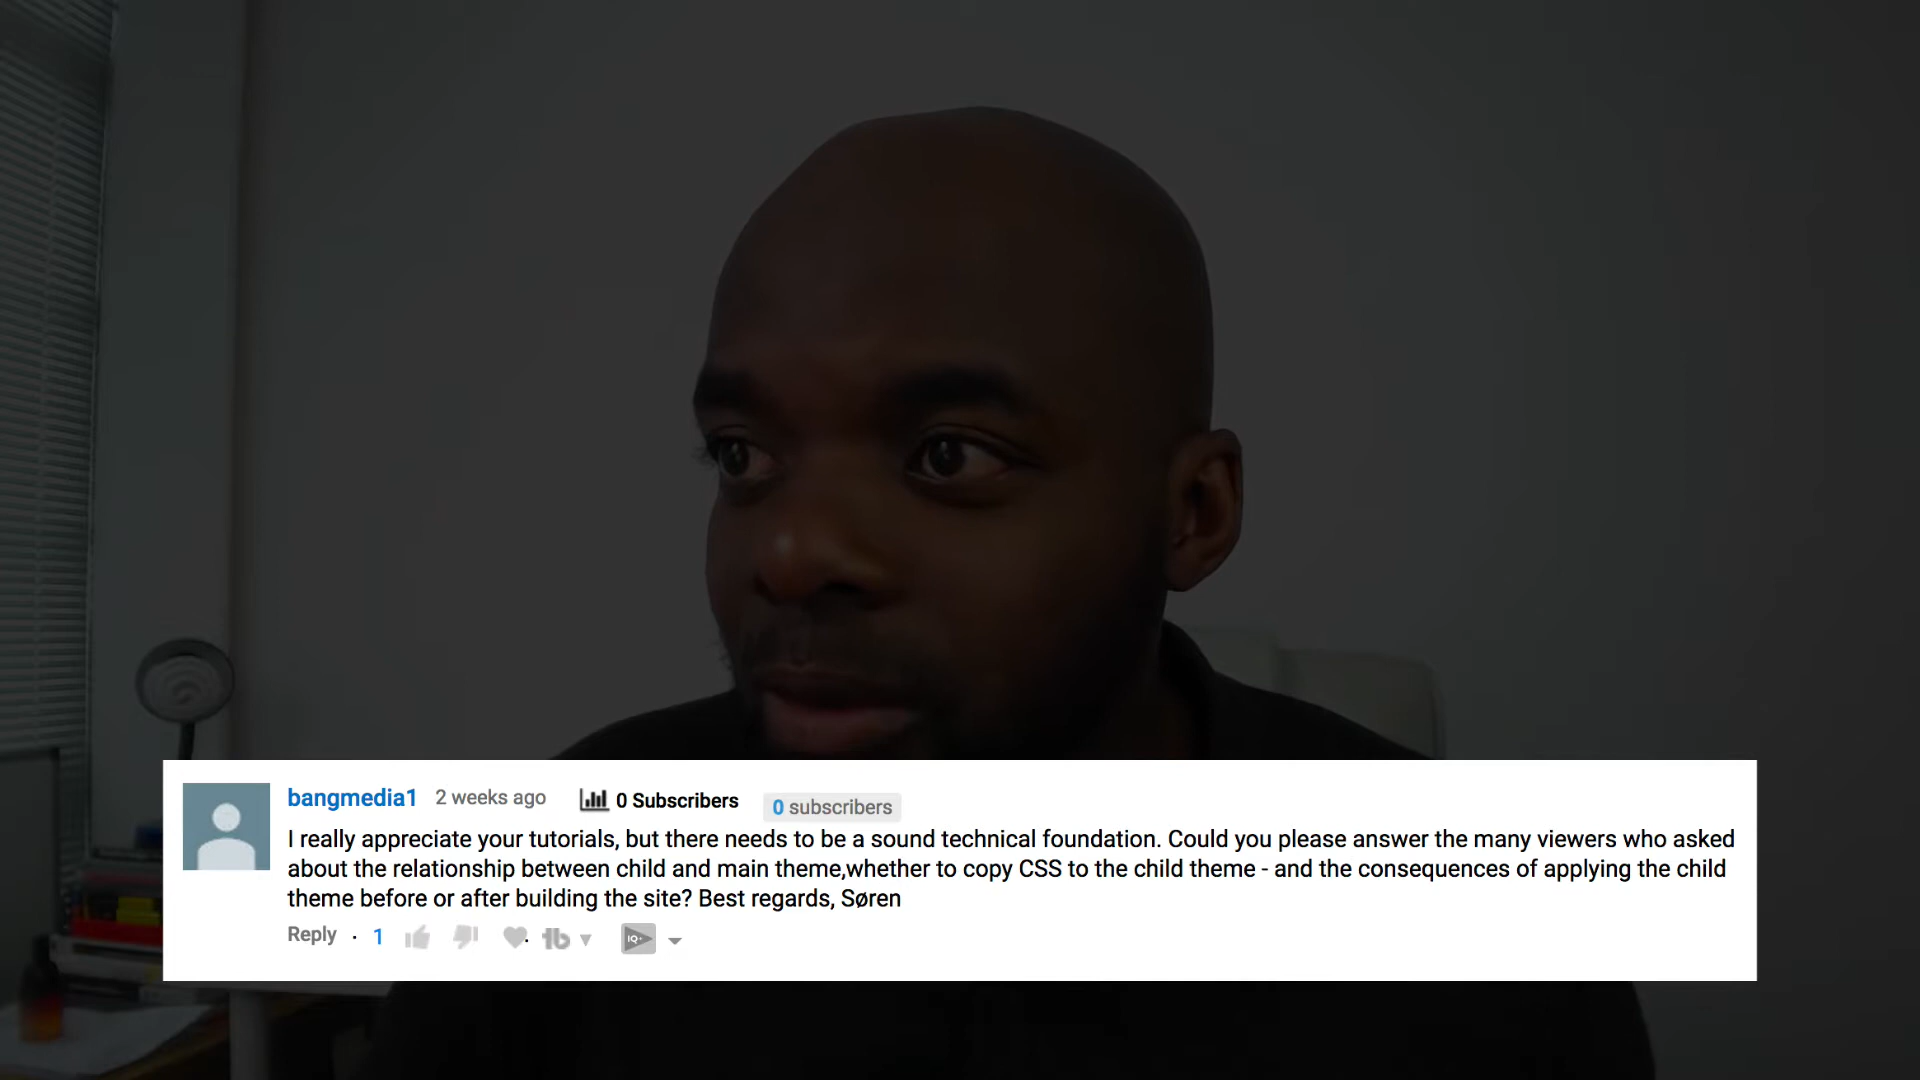 bangmedia1 2 weeks ago 0 Subscribers 0 subscribers
I really appreciate your tutorials, but there needs to be a sound technical foundation. Could you please answer the many viewers who asked
about the relationship between child and main theme,whether to copy CSS to the child theme - and the consequences of applying the child
theme before or after building the site? Best regards, Søren
Reply · 1 tb IQ+